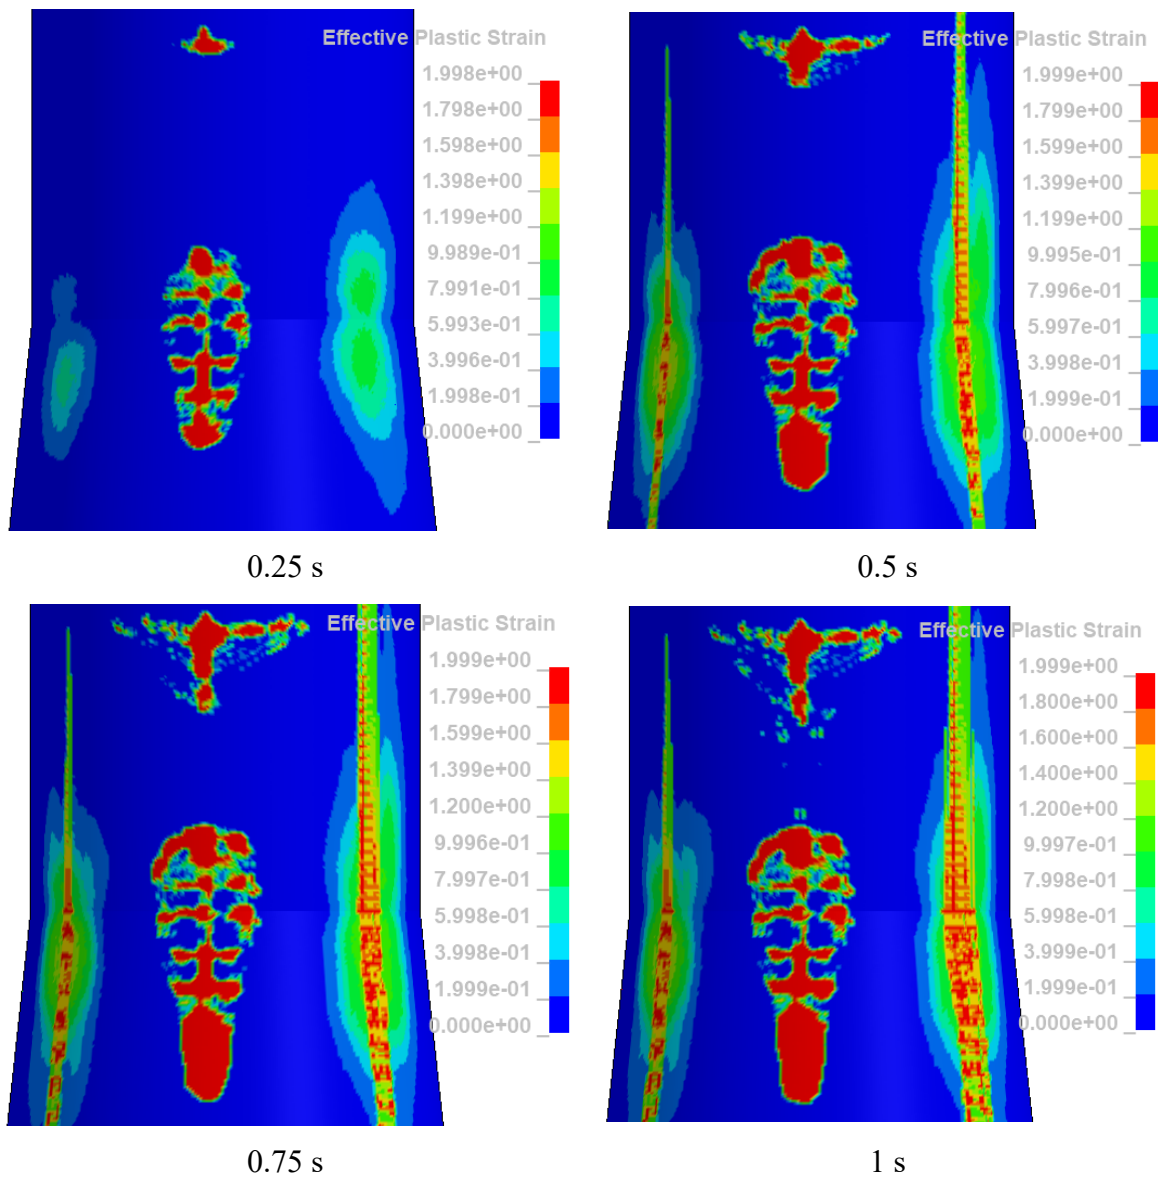 Effective Plastic Strain
1.998e+00
1.798e+00
1.598e+00
1.398e+00
1.199e+00
9.989e-01
7.991e-01
5.993e-01
3.996e-01
1.998e-01
0.000e+00
0.25 s
Effective Plastic Strain
1.999e+00
1.799e+00
1.599e+00
1.399e+00
1.199e+00
9.995e-01
7.996e-01
5.997e-01
3.998e-01
1.999e-01
0.000e+00
0.5 s
Effective Plastic Strain
1.999e+00
1.799e+00
1.599e+00
1.399e+00
1.200e+00
9.996e-01
7.997e-01
5.998e-01
3.998e-01
1.999e-01
0.000e+00
0.75 s
Effective Plastic Strain
1.999e+00
1.800e+00
1.600e+00
1.400e+00
1.200e+00
9.997e-01
7.998e-01
5.998e-01
3.999e-01
1.999e-01
0.000e+00
1 s